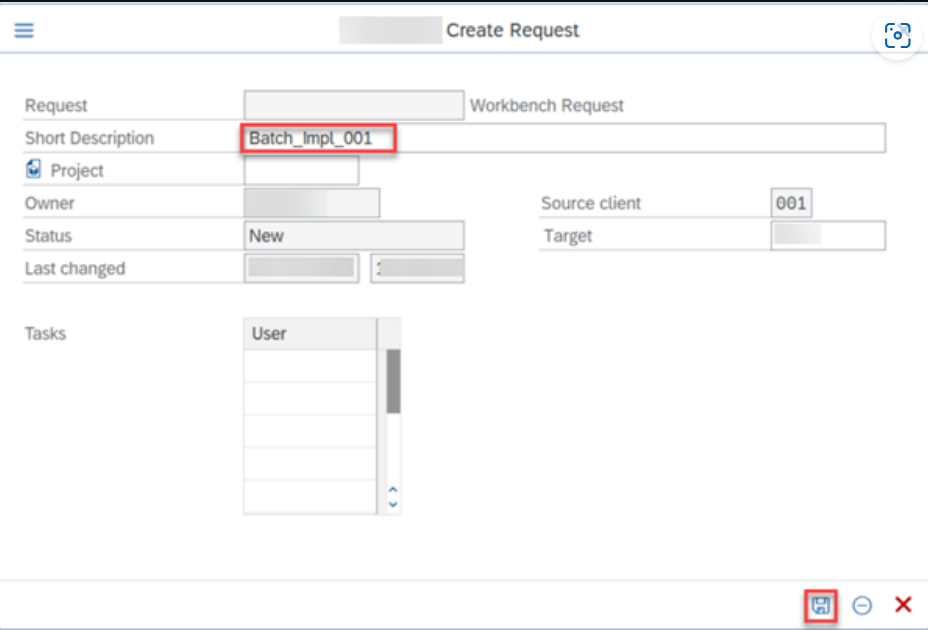 Create Request
Request Workbench Request
Short Description Batch_Impl_001
Project
Owner Source client 001
Status New Target
Last changed
Tasks User